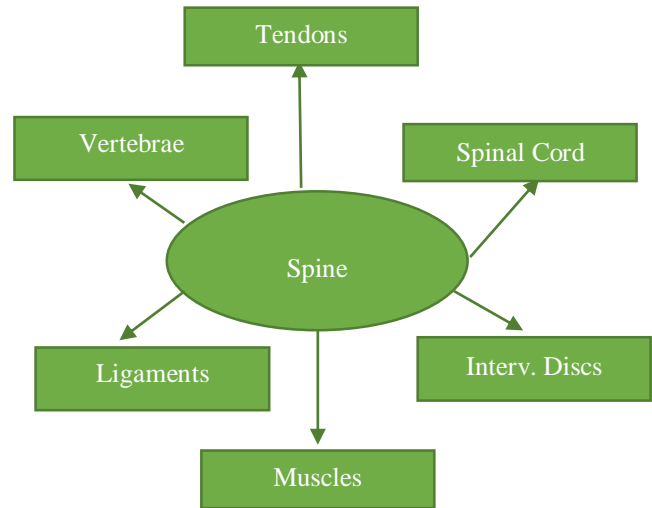 Tendons
Vertebrae
Spinal Cord
Spine
Ligaments
Interv. Discs
Muscles